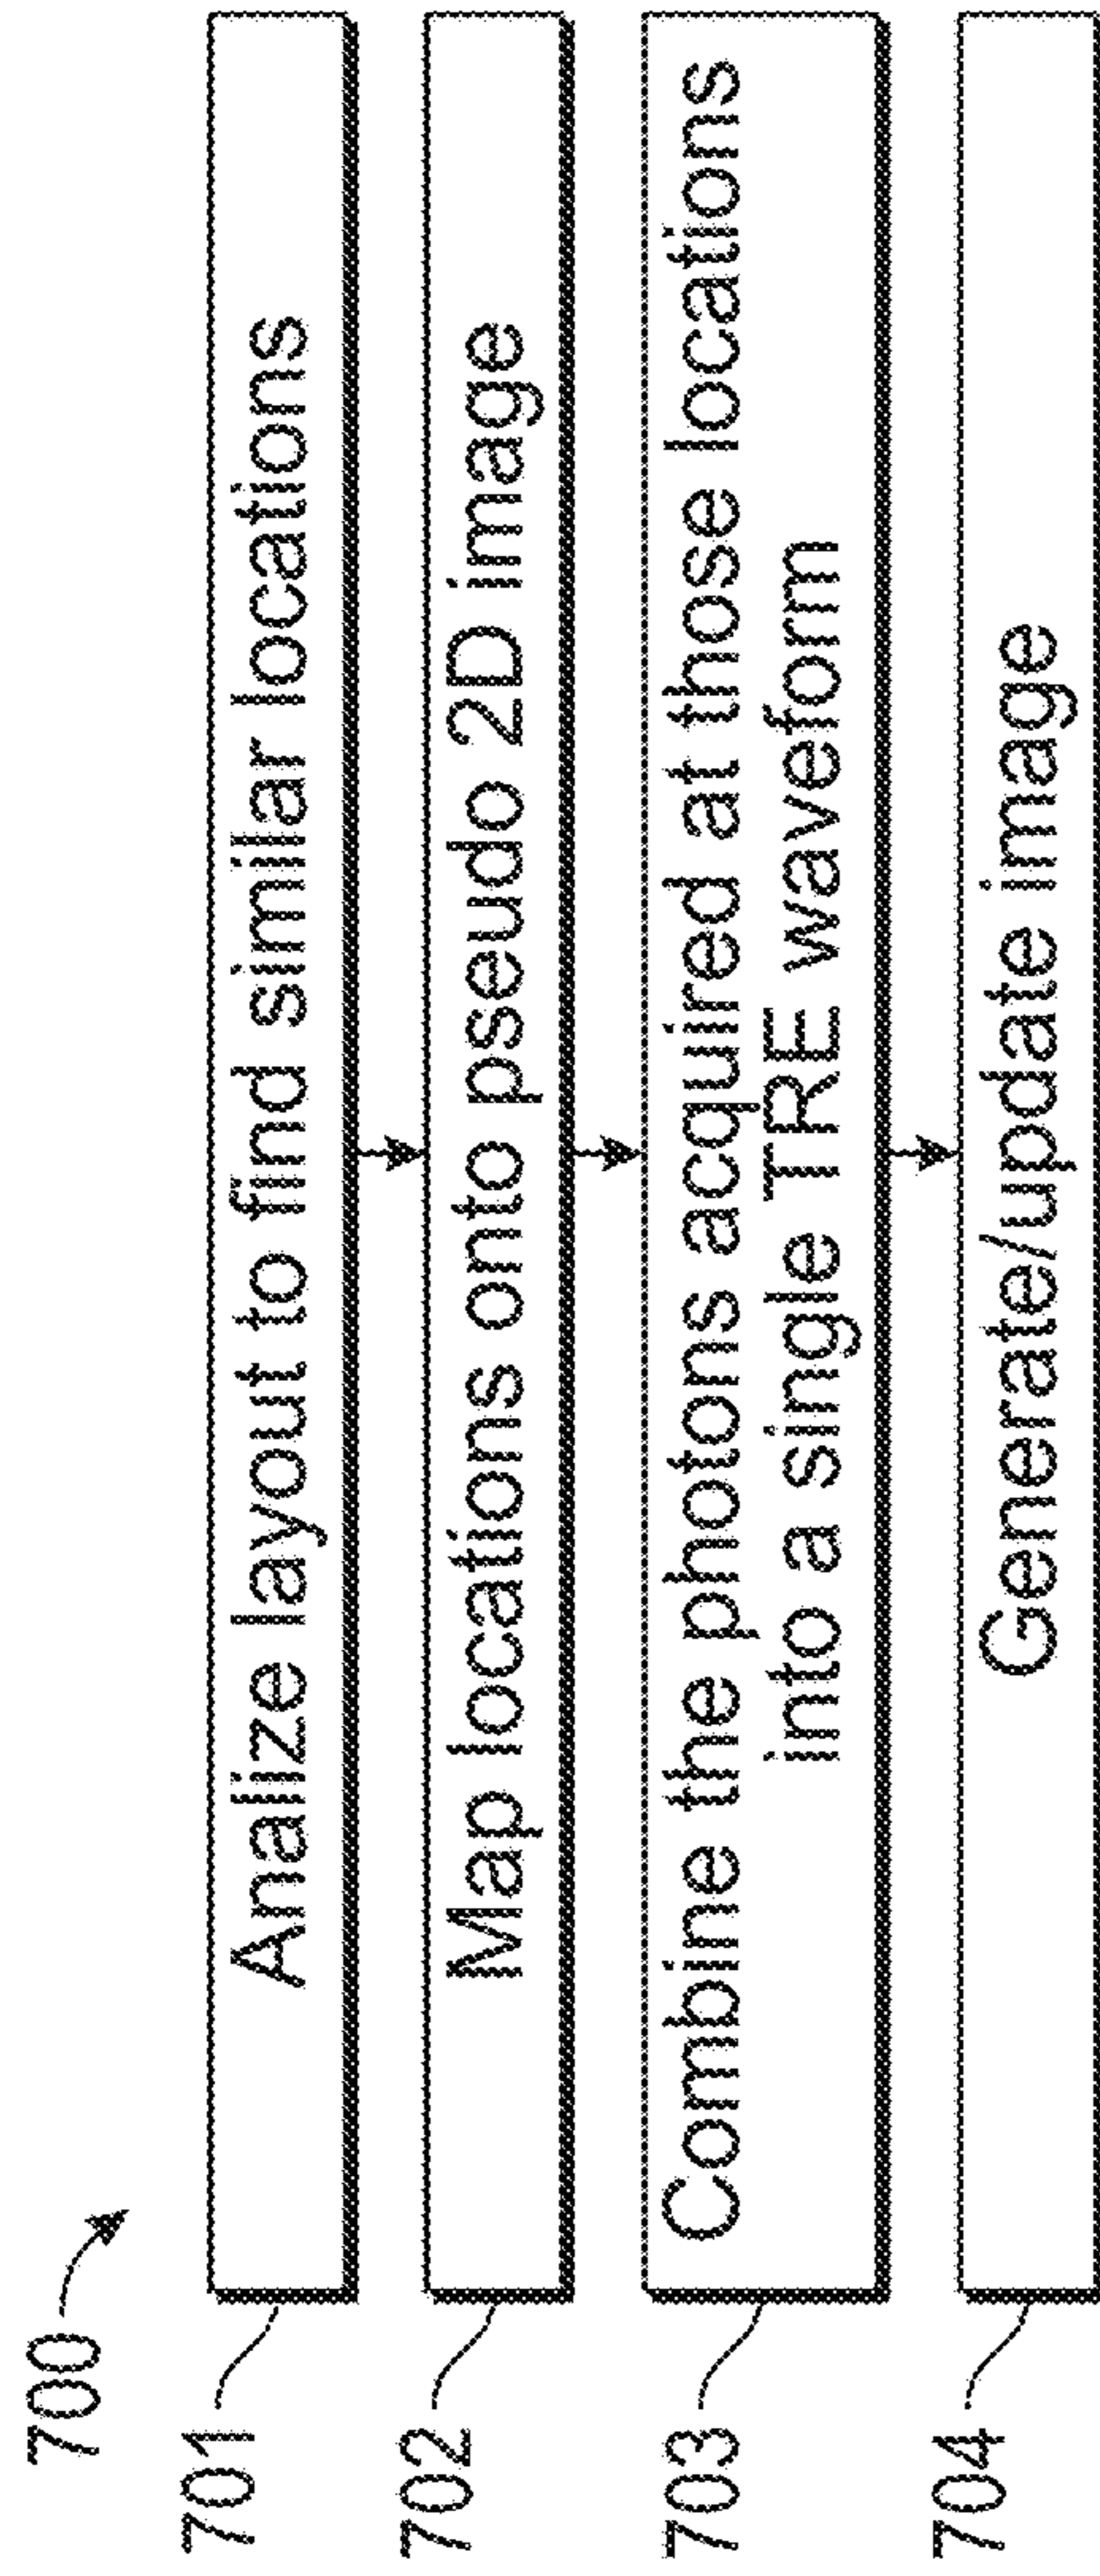 700
701
Analize layout to find similar locations
702
Map locations onto pseudo 2D image
703
Combine the photons acquired at those locations
into a single TRE waveform
704
Generate/update image